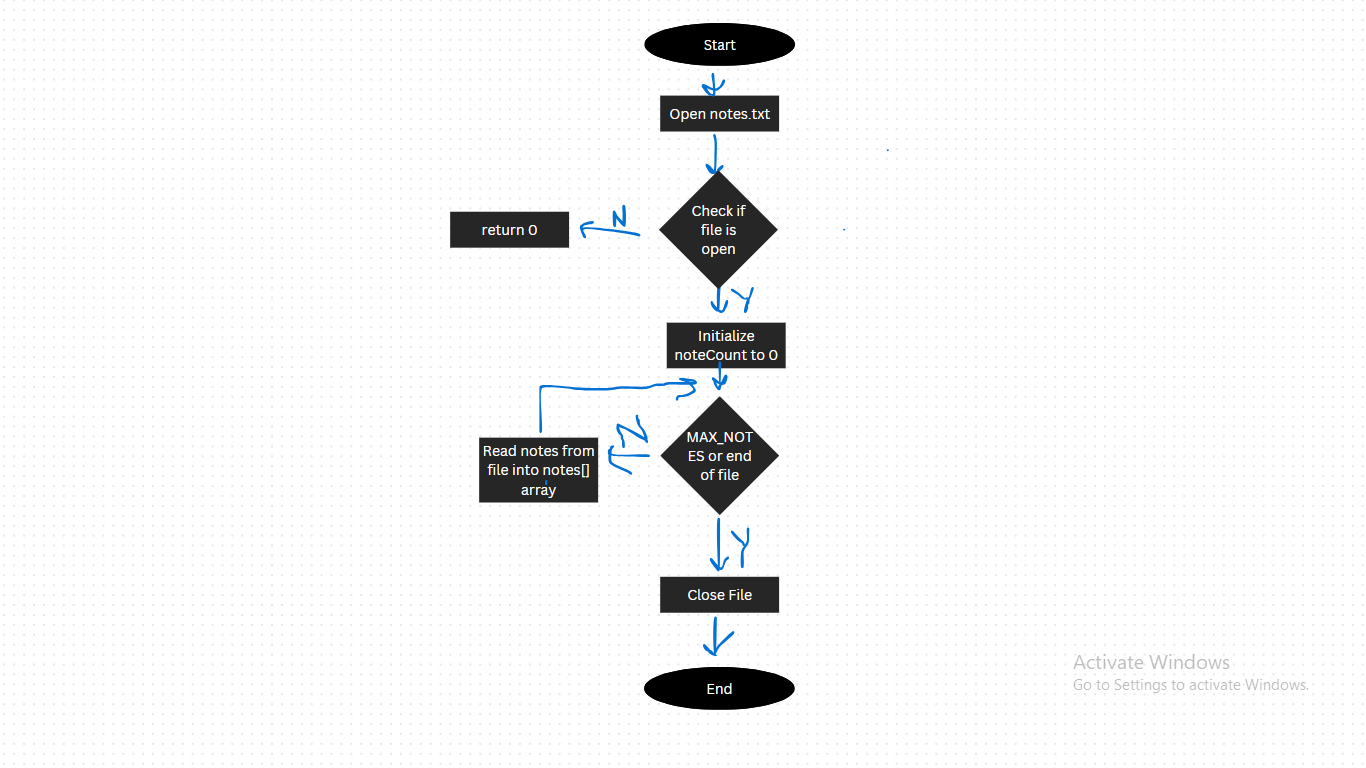 Start
Open notes.txt
Check if
file is
open
N
return 0
Y
Initialize
noteCount to 0
MAX_NOT
ES or end
of file
N
Read notes from
file into notes[]
array
Y
Close File
End
Activate Windows
Go to Settings to activate Windows.